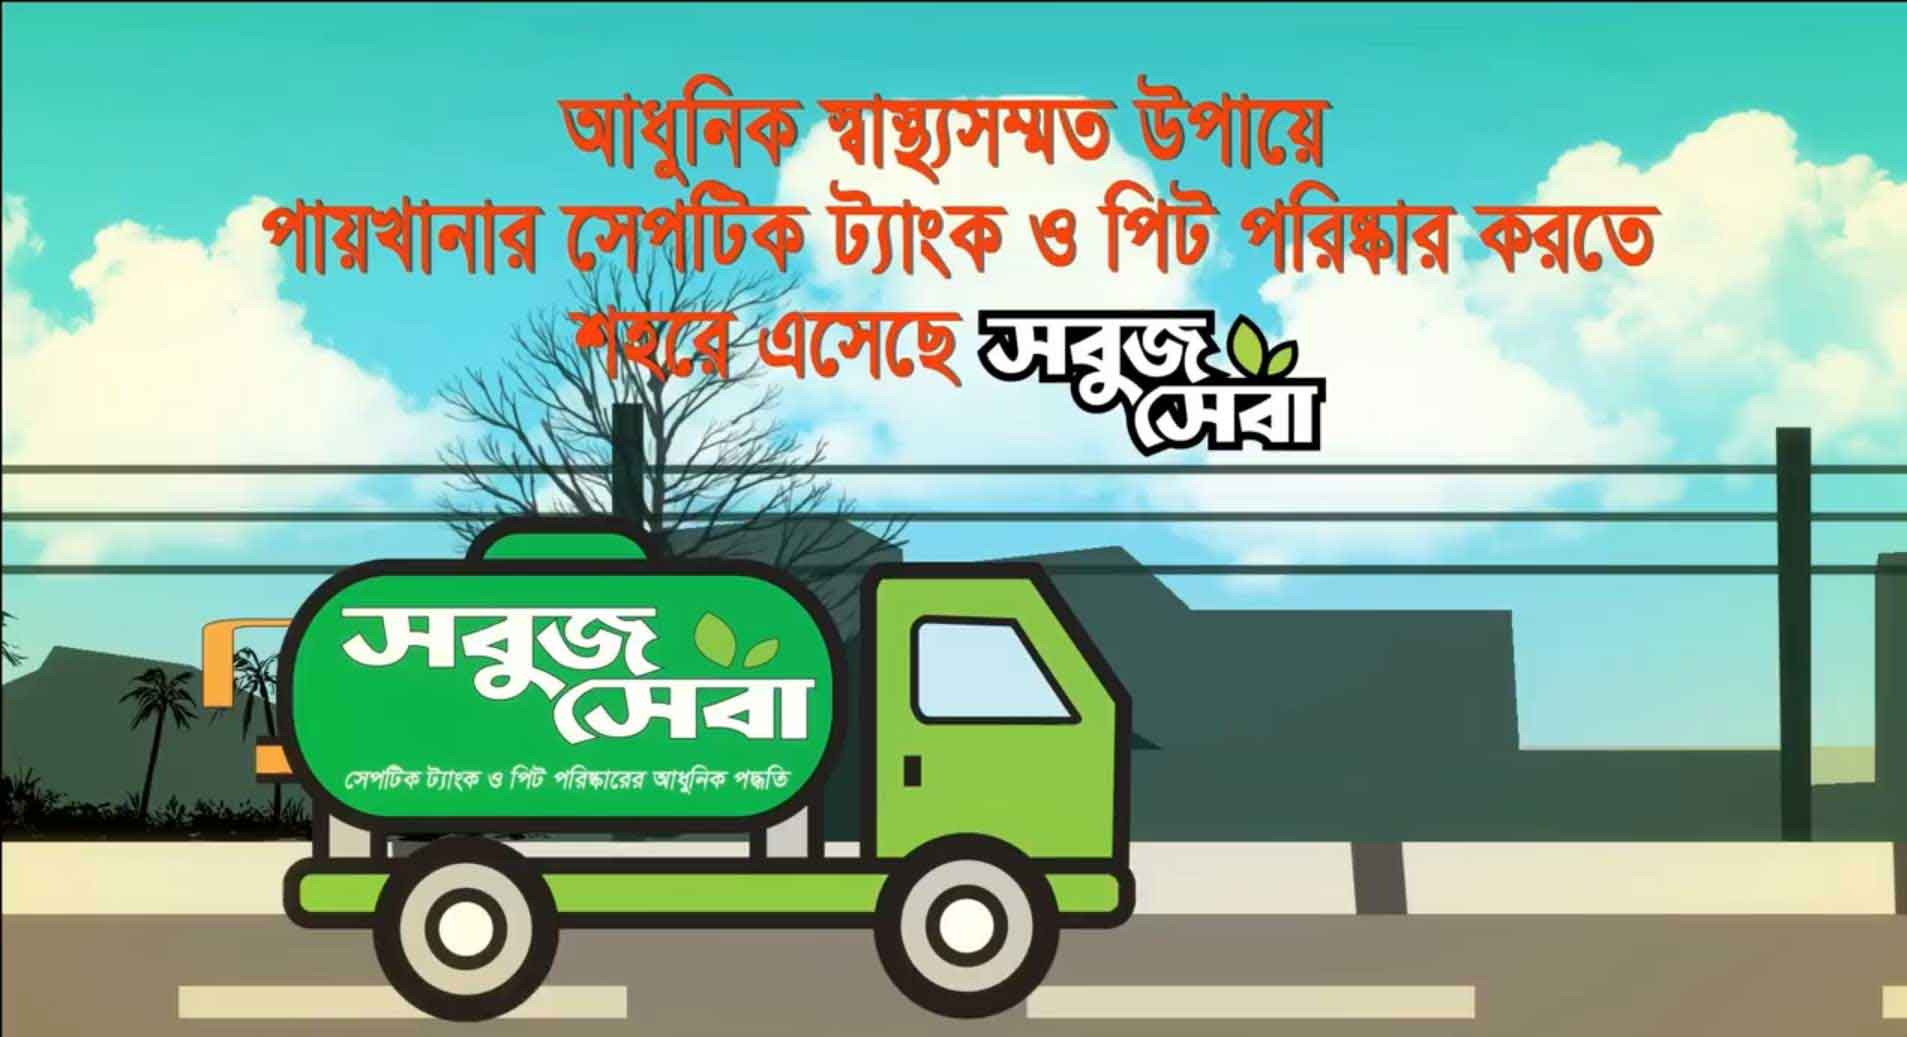 আধুনিক স্বাস্থ্যসম্মত উপায়ে
পায়খানার সেপটিক ট্যাংক ও পিট পরিষ্কার করতে
শহরে এসেছে সবুজ
সেবা
সবুজ
সেবা
সেপটিক ট্যাংক ও পিট পরিষ্কারের আধুনিক পদ্ধতি